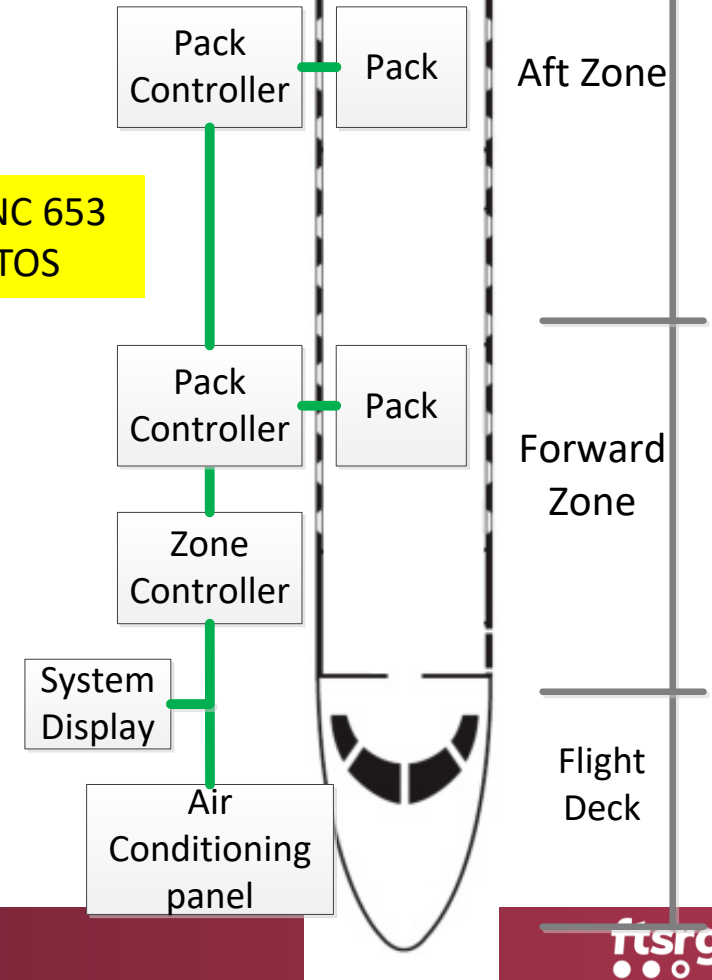 Pack
Controller
Pack
Aft Zone
NC 653
TOS
Pack
Controller
Pack
Forward
Zone
Zone
Controller
System
Display
Flight
Deck
Air
Conditioning
panel
ftsrg